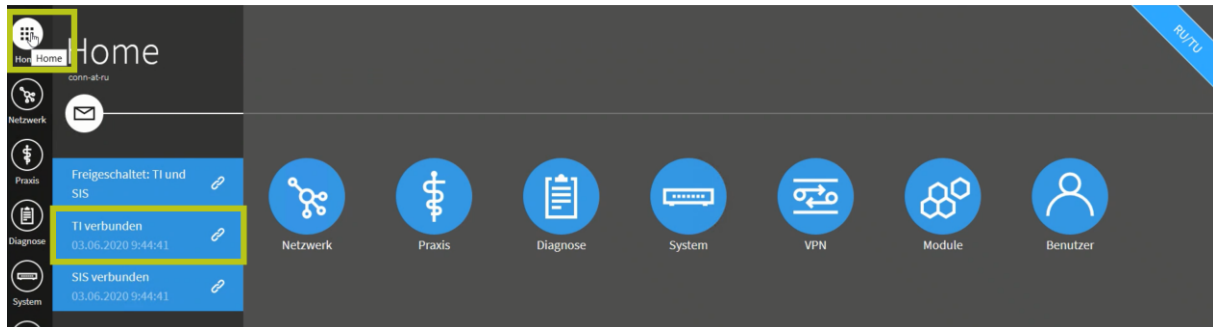 Home
Home
Home
conn-at-ru
RU/TU
Netzwerk
Praxis
Diagnose
System
Freigeschaltet: TI und
SIS
TI verbunden
03.06.2020 9:44:41
SIS verbunden
03.06.2020 9:44:41
Netzwerk
Praxis
Diagnose
System
VPN
Module
Benutzer